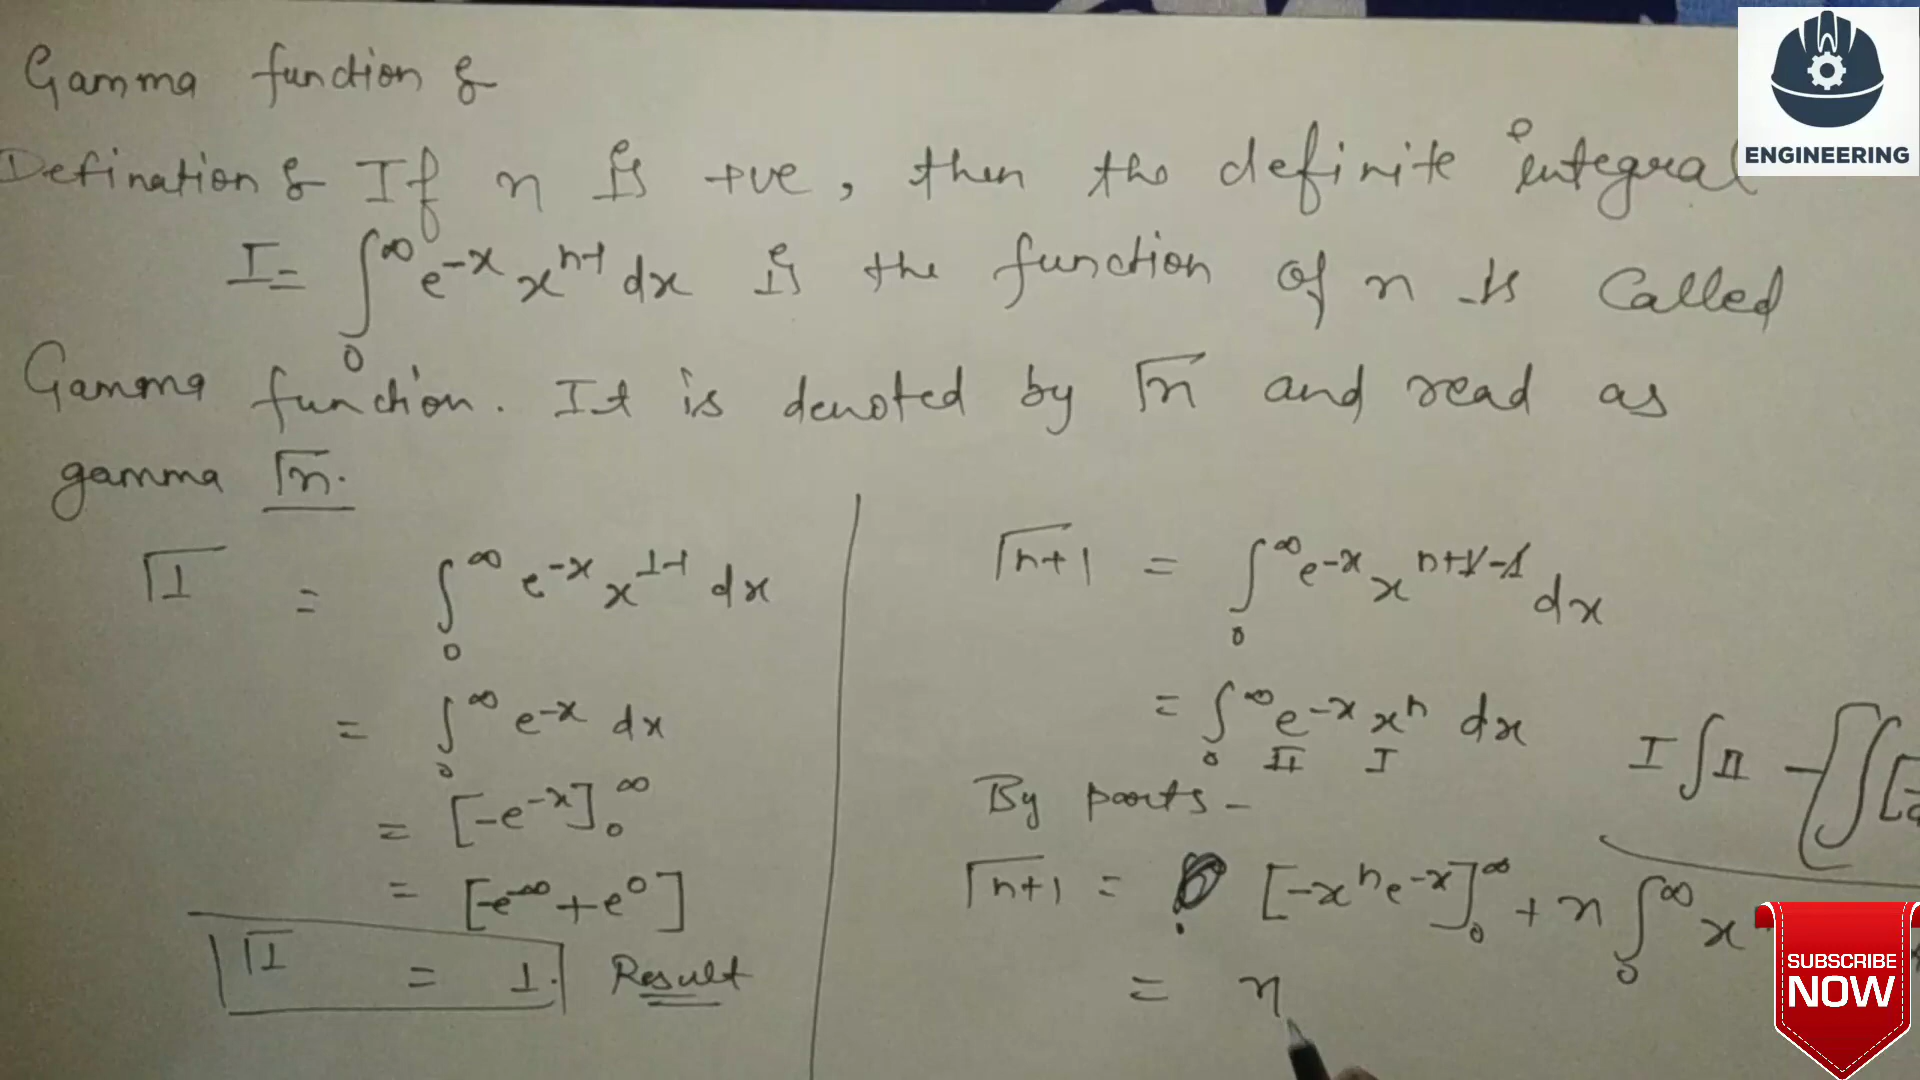 Gamma function :-
Defination :- If n is +ve, then the definite integral
I = ∫₀^∞ e^-x x^n-1 dx is the function of n is called
Gamma function. It is denoted by Γn and read as
gamma Γn.
Γ1 = ∫₀^∞ e^-x x^1-1 dx
= ∫₀^∞ e^-x dx
= [-e^-x]₀^∞
= [-e^-∞ + e^0]
Γ1 = 1. Result
Γn+1 = ∫₀^∞ e^-x x^n+1-1 dx
= ∫₀^∞ e^-x x^n dx
II I
I ∫II - ∫[
By parts -
Γn+1 = [-x^n e^-x]₀^∞ + n ∫₀^∞ x
= n
ENGINEERING
SUBSCRIBE
NOW